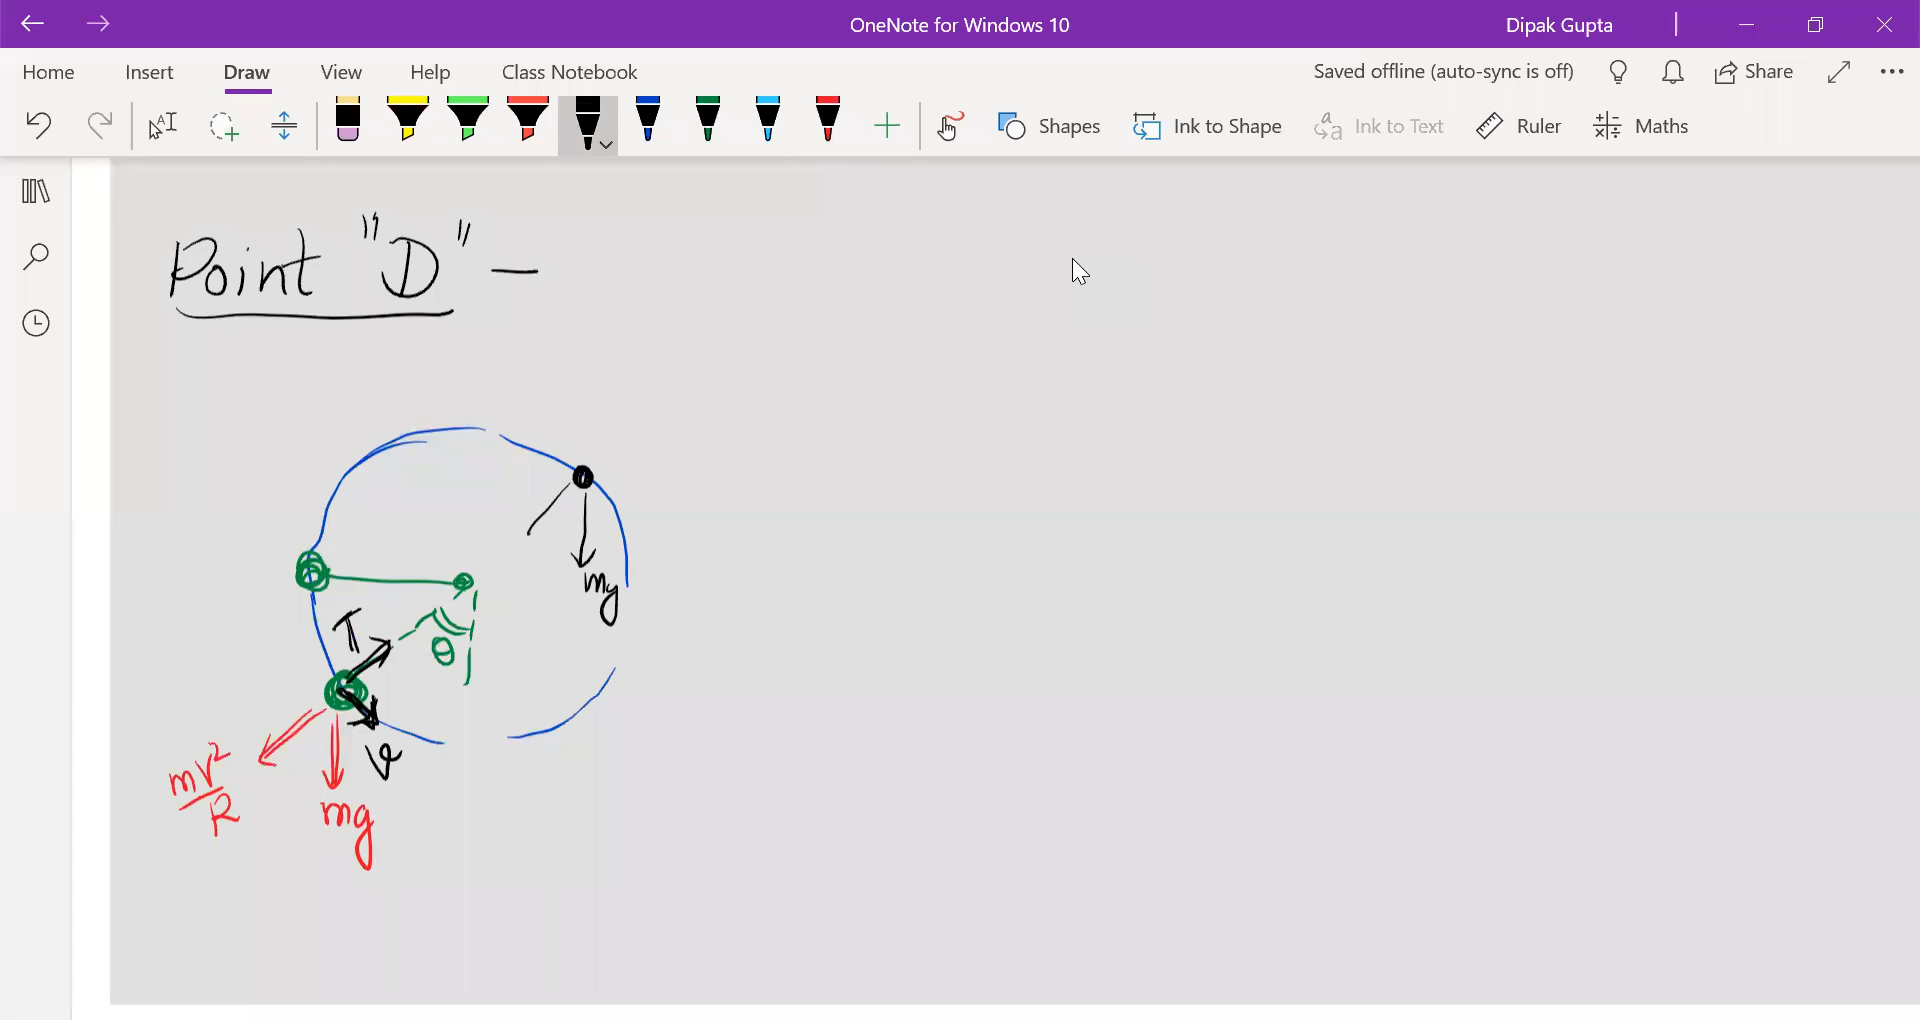 OneNote for Windows 10
Dipak Gupta
Home Insert Draw View Help Class Notebook
Saved offline (auto-sync is off) Share
Shapes Ink to Shape Ink to Text Ruler Maths
Point "D" —
mg
T
θ
v
mv²/R
mg